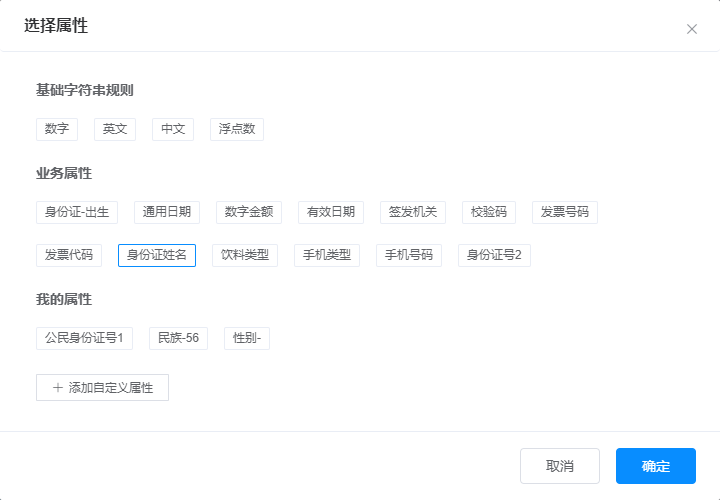 选择属性
基础字符串规则
数字 英文 中文 浮点数
业务属性
身份证-出生 通用日期 数字金额 有效日期 签发机关 校验码 发票号码
发票代码 身份证姓名 饮料类型 手机类型 手机号码 身份证号2
我的属性
公民身份证号1 民族-56 性别-
添加自定义属性
取消 确定